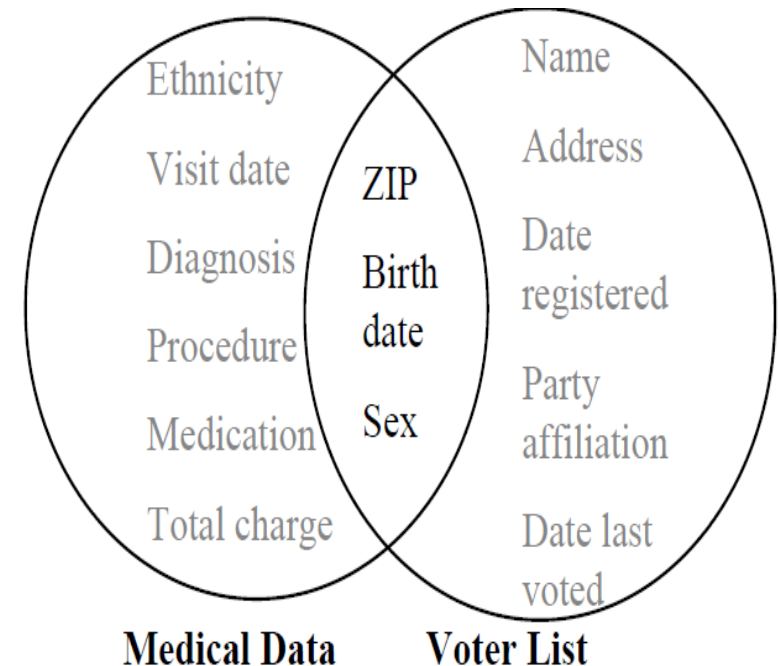 Ethnicity
Visit date
Diagnosis
Procedure
Medication
Total charge
ZIP
Birth
date
Sex
Name
Address
Date
registered
Party
affiliation
Date last
voted
Medical Data
Voter List